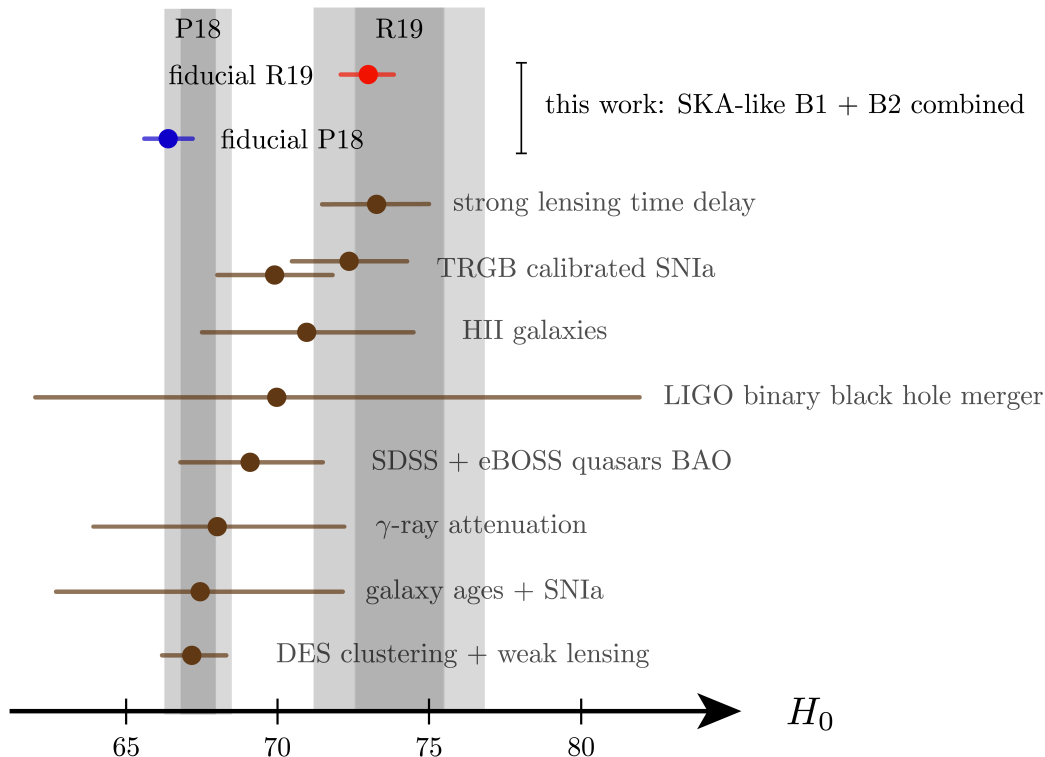 P18 R19
fiducial R19
this work: SKA-like B1 + B2 combined
fiducial P18
strong lensing time delay
TRGB calibrated SNIa
HII galaxies
LIGO binary black hole merger
SDSS + eBOSS quasars BAO
γ-ray attenuation
galaxy ages + SNIa
DES clustering + weak lensing
H₀
65 70 75 80